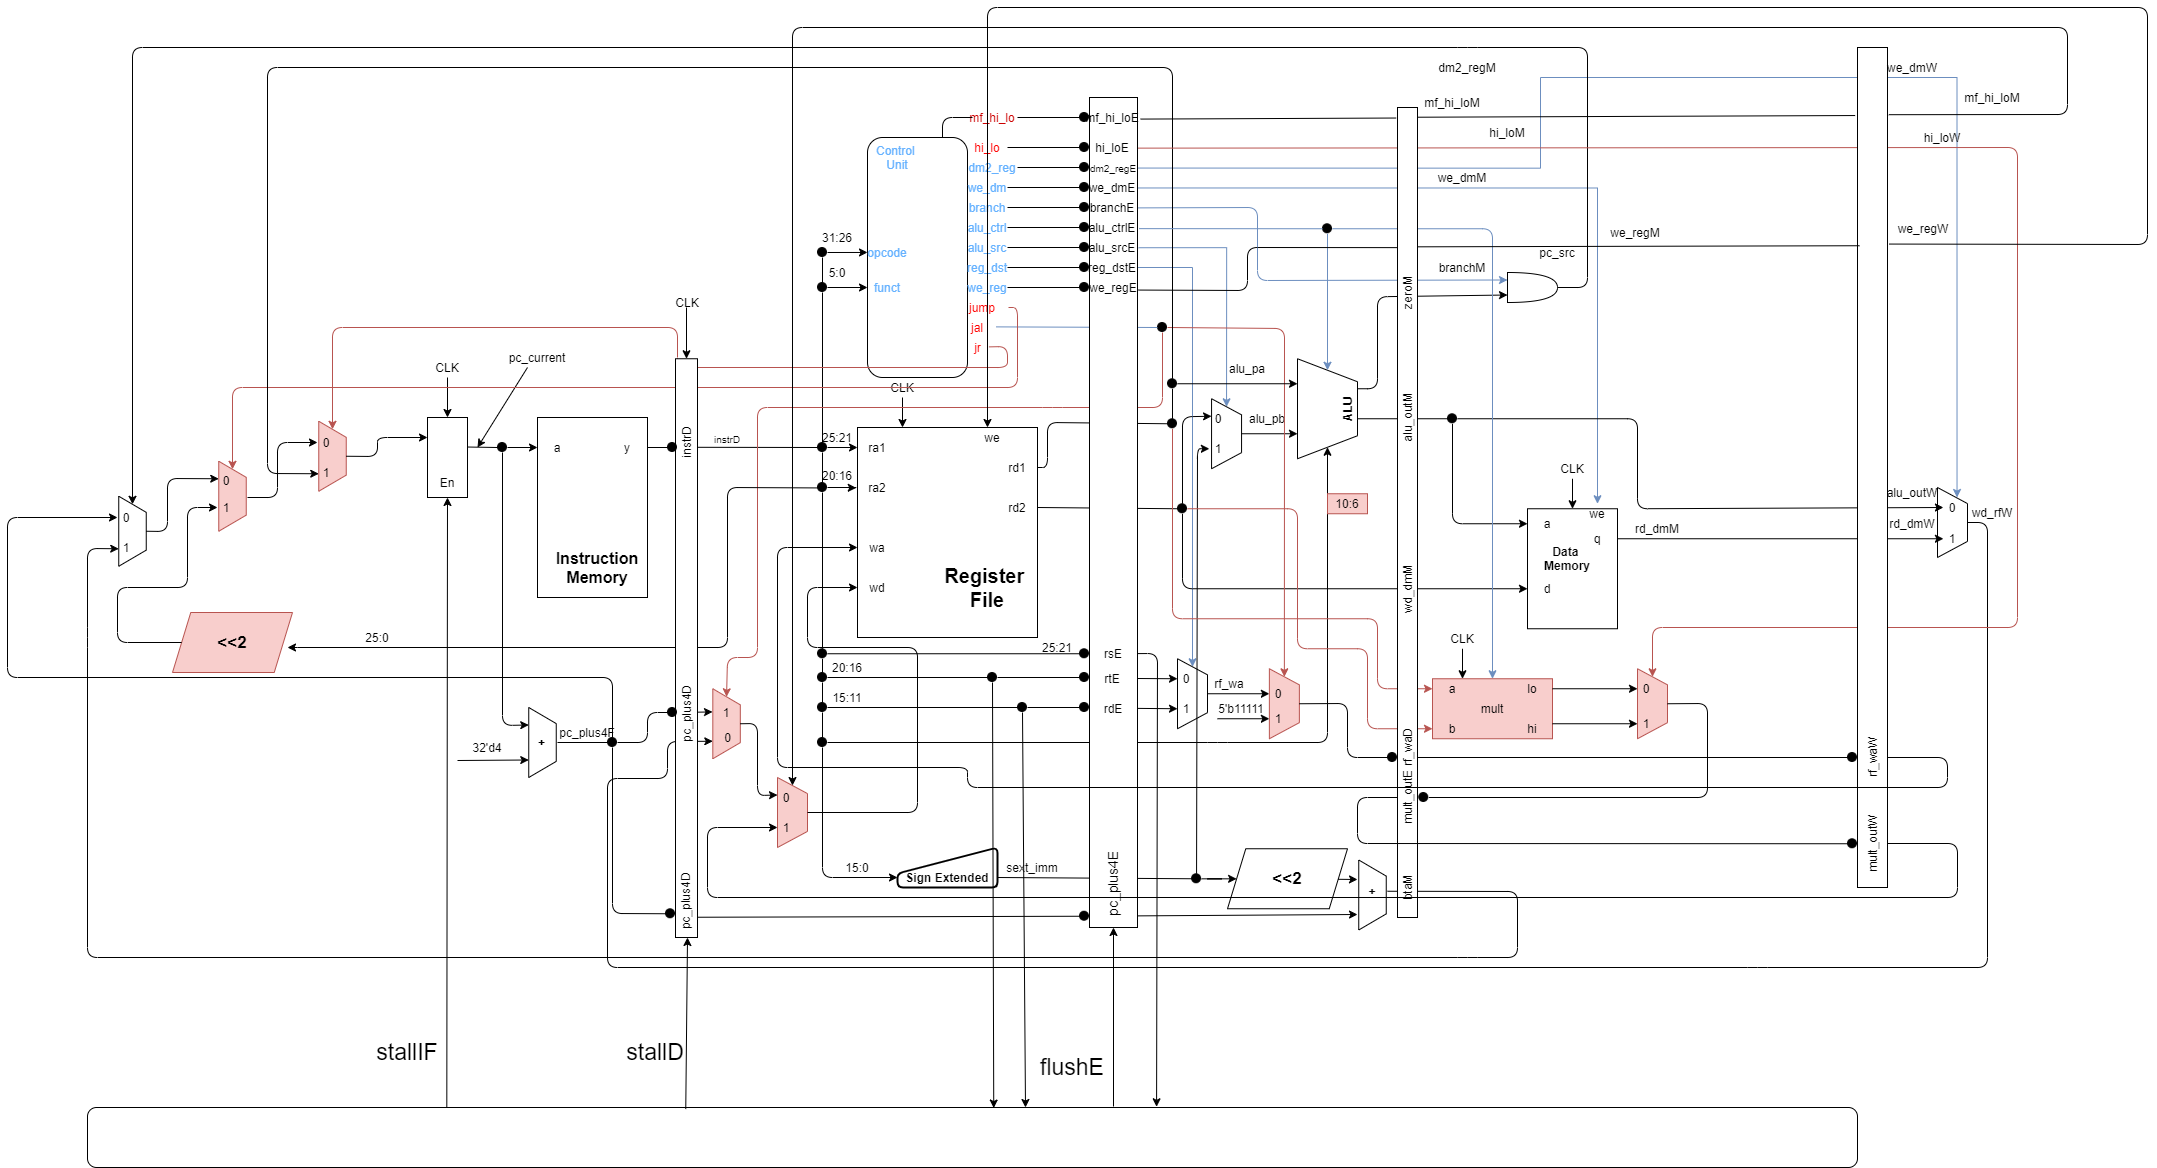 dm2_regM
we_dmW
mf_hi_loM
mf_hi_loM
mf_hi_lo
mf_hi_loE
hi_loM
hi_loW
Control
Unit
hi_lo
hi_loE
dm2_reg
dm2_regE
we_dm
we_dmE
we_dmM
branch
branchE
alu_ctrl
alu_ctrlE
we_regM
we_regW
31:26
opcode
alu_src
alu_srcE
pc_src
5:0
funct
reg_dst
reg_dstE
branchM
we_reg
we_regE
zeroM
CLK
jump
jal
jr
pc_current
CLK
CLK
alu_pa
ALU
alu_outM
0
1
En
a
y
Instruction
Memory
instrD
instrD
25:21
ra1
we
rd1
20:16
ra2
rd2
wa
wd
Register
File
0
1
alu_pb
10:6
CLK
we
a
q
d
Data
Memory
rd_dmM
alu_outW
rd_dmW
0
1
wd_rfW
0
1
0
1
<<2
25:0
wd_dmM
25:21
rsE
20:16
rtE
15:11
rdE
0
1
rf_wa
5'b11111
0
1
CLK
a
b
mult
lo
hi
0
1
pc_plus4D
1
0
32'd4
+
pc_plus4F
rf_waD
mult_outE
rf_waW
0
1
mult_outW
15:0
Sign Extended
sext_imm
pc_plus4E
<<2
+
btaM
pc_plus4D
stallIF
stallD
flushE